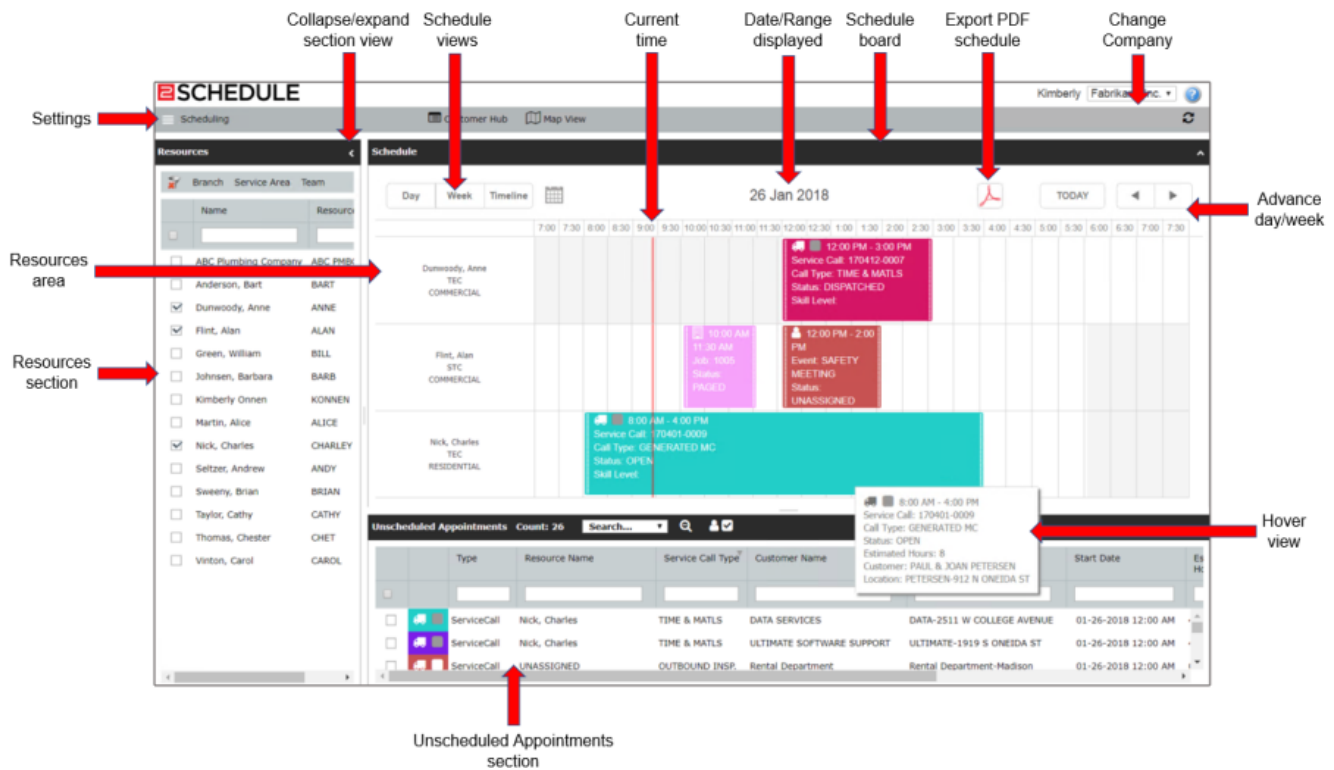 Collapse/expand
section view
Schedule
views
Current
time
Date/Range
displayed
Schedule
board
Export PDF
schedule
Change
Company
SCHEDULE
Kimberly
Settings
Scheduling
Map View
Resources
Schedule
Branch Service Area Team
Day Week Timeline
26 Jan 2018
TODAY
Advance
day/week
Name
7:00 7:30 8:00 8:30 9:00 9:30 10:00 10:30 11:00 11:30 12:00 12:30 1:00 1:30 2:00 2:30 3:00 3:30 4:00 4:30 5:00 5:30 6:00 6:30 7:00 7:30
Resources
area
ABC Plumbing Company
Anderson, Bart BART
Dunwoody, Anne ANNE
Flint, Alan ALAN
Resources
section
Green, William BILL
Johnsen, Barbara BARB
Kimberly Onnen KONNEN
Martin, Alice ALICE
Nick, Charles CHARLEY
Seltzer, Andrew ANDY
Sweeny, Brian BRIAN
Taylor, Cathy CATHY
Thomas, Chester CHET
Vinton, Carol CAROL
Dunwoody, Anne
TEC
COMMERCIAL
12:00 PM - 3:00 PM
Service Call: 170412-0007
Call Type: TIME & MATLS
Status: DISPATCHED
Skill Level:
Flint, Alan
STC
COMMERCIAL
10:00 AM
11:30 AM
Job: 1005
Status:
PAGED
12:00 PM - 2:00
PM
Event: SAFETY
MEETING
Status:
UNASSIGNED
Nick, Charles
TEC
RESIDENTIAL
8:00 AM - 4:00 PM
Service Call: 170401-0009
Call Type: GENERATED MC
Status: OPEN
Skill Level:
8:00 AM - 4:00 PM
Service Call: 170401-0009
Call Type: GENERATED MC
Status: OPEN
Estimated Hours: 8
Customer: PAUL & JOAN PETERSEN
Location: PETERSEN-912 N ONEIDA ST
Hover
view
Unscheduled Appointments Count: 26 Search...
Type Resource Name Service Call Type Customer Name Start Date
ServiceCall Nick, Charles TIME & MATLS DATA SERVICES DATA-2511 W COLLEGE AVENUE 01-26-2018 12:00 AM
ServiceCall Nick, Charles TIME & MATLS ULTIMATE SOFTWARE SUPPORT ULTIMATE-1919 S ONEIDA ST 01-26-2018 12:00 AM
ServiceCall UNASSIGNED OUTBOUND INSP. Rental Department Rental Department-Madison 01-26-2018 12:00 AM
Unscheduled Appointments
section